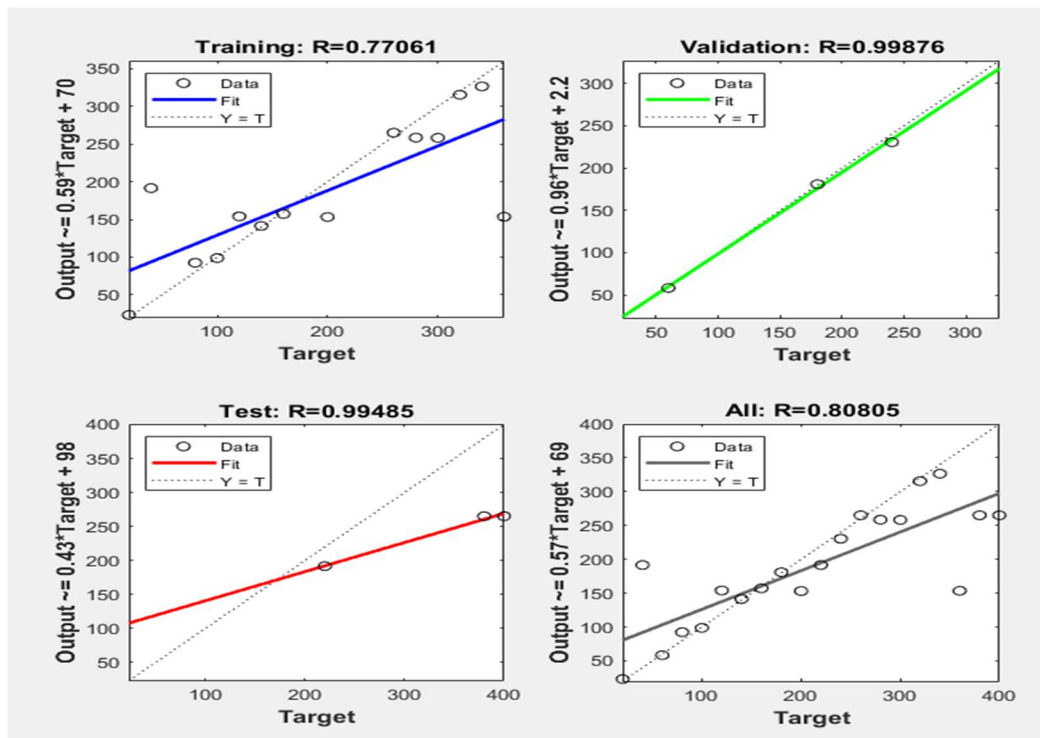 Training: R=0.77061
Output ~= 0.59*Target + 70
350
300
250
200
150
100
50
Data
Fit
Y = T
100 200 300
Target
Validation: R=0.99876
Output ~= 0.96*Target + 2.2
300
250
200
150
100
50
Data
Fit
Y = T
50 100 150 200 250 300
Target
Test: R=0.99485
Output ~= 0.43*Target + 98
400
350
300
250
200
150
100
50
Data
Fit
Y = T
100 200 300 400
Target
All: R=0.80805
Output ~= 0.57*Target + 69
400
350
300
250
200
150
100
50
Data
Fit
Y = T
100 200 300 400
Target